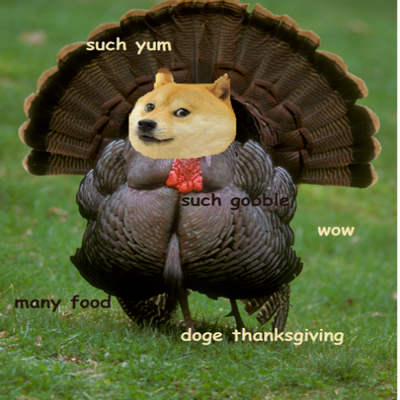 such yum
such gobble
wow
many food
doge thanksgiving